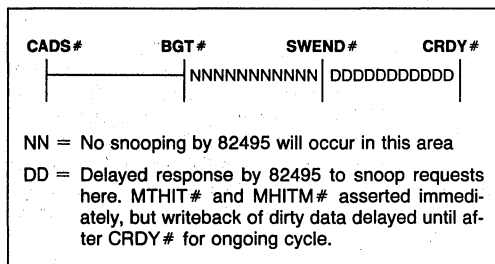 CADS# BGT# SWEND# CRDY#
NNNNNNNNNNN DDDDDDDDDDD
NN = No snooping by 82495 will occur in this area
DD = Delayed response by 82495 to snoop requests
here. MTHIT# and MHITM# asserted immedi-
ately, but writeback of dirty data delayed until af-
ter CRDY# for ongoing cycle.